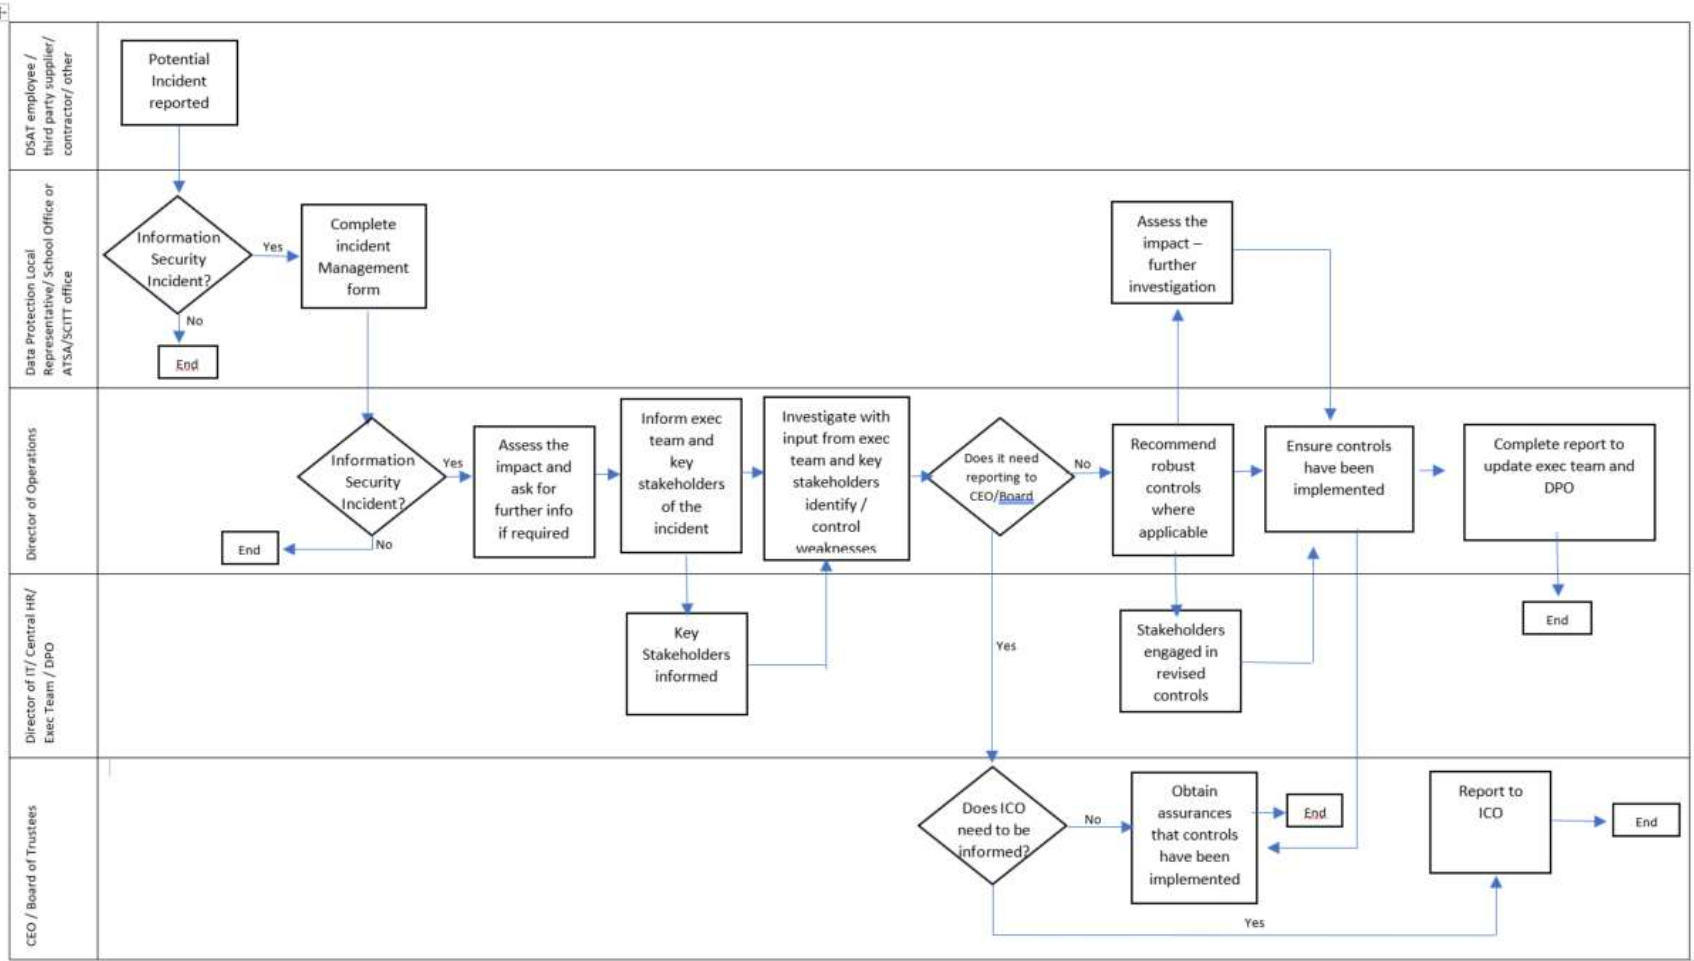 DSAT employee /
third party supplier/
contractor/ other
Potential
Incident
reported
Data Protection Local
Representative/ School Office or
ATSA/SCITT office
Information
Security
Incident?
Yes
No
End
Complete
incident
Management
form
Assess the
impact –
further
investigation
Director of Operations
Information
Security
Incident?
Yes
No
End
Assess the
impact and
ask for
further info
if required
Inform exec
team and
key
stakeholders
of the
incident
Investigate with
input from exec
team and key
stakeholders
identify /
control
weaknesses
Does it need
reporting to
CEO/Board
No
Yes
Recommend
robust
controls
where
applicable
Ensure controls
have been
implemented
Complete report to
update exec team and
DPO
Director of IT/ Central HR/
Exec Team / DPO
Key
Stakeholders
informed
Stakeholders
engaged in
revised
controls
End
CEO / Board of Trustees
Does ICO
need to be
informed?
No
Yes
Obtain
assurances
that controls
have been
implemented
End
Report to
ICO
End